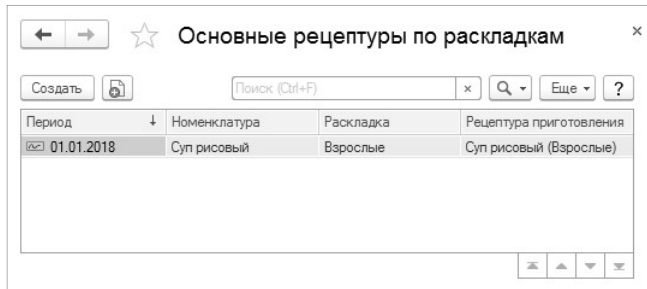 Основные рецептуры по раскладкам
Создать Поиск (Ctrl+F) Еще ?
Период Номенклатура Раскладка Рецептура приготовления
01.01.2018 Суп рисовый Взрослые Суп рисовый (Взрослые)